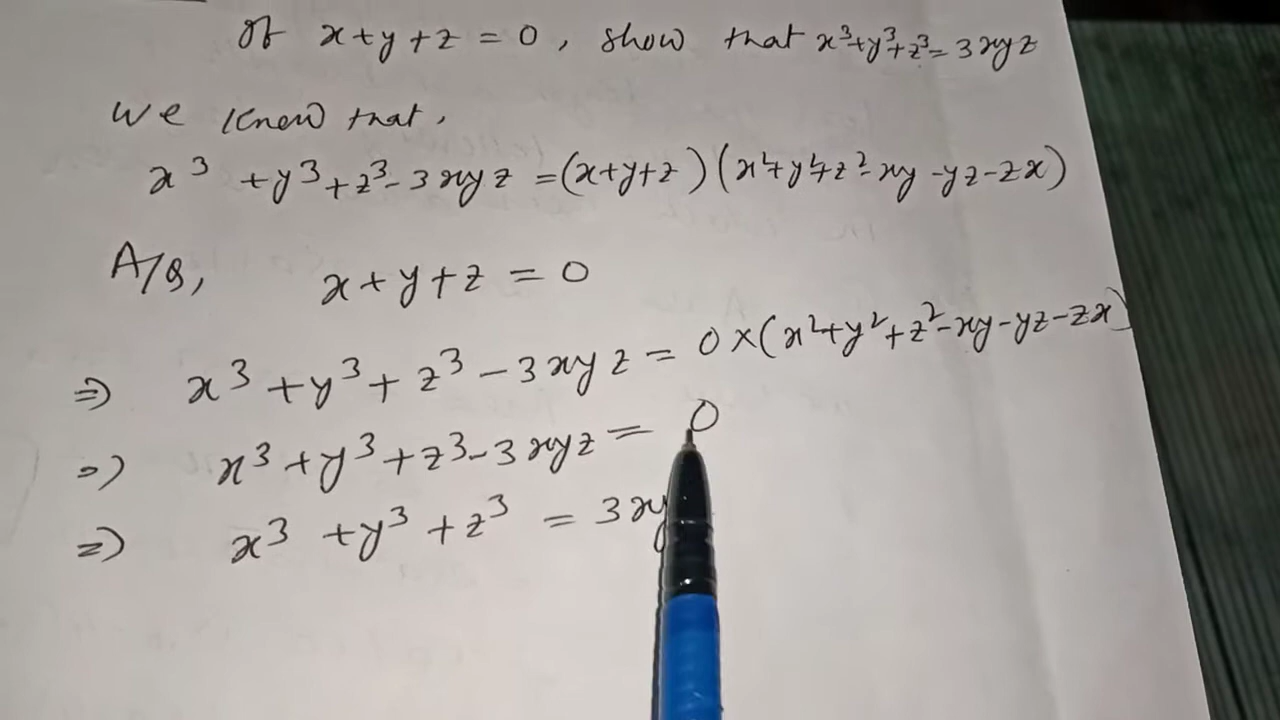 If x+y+z = 0, show that x³+y³+z³= 3xyz
We know that,
x³ +y³+z³-3xyz =(x+y+z)(x²+y²+z²-xy-yz-zx)
A/Q, x+y+z = 0
⇒ x³+y³+z³-3xyz = 0×(x²+y²+z²-xy-yz-zx)
⇒ x³+y³+z³-3xyz = 0
⇒ x³ +y³+z³ = 3xy